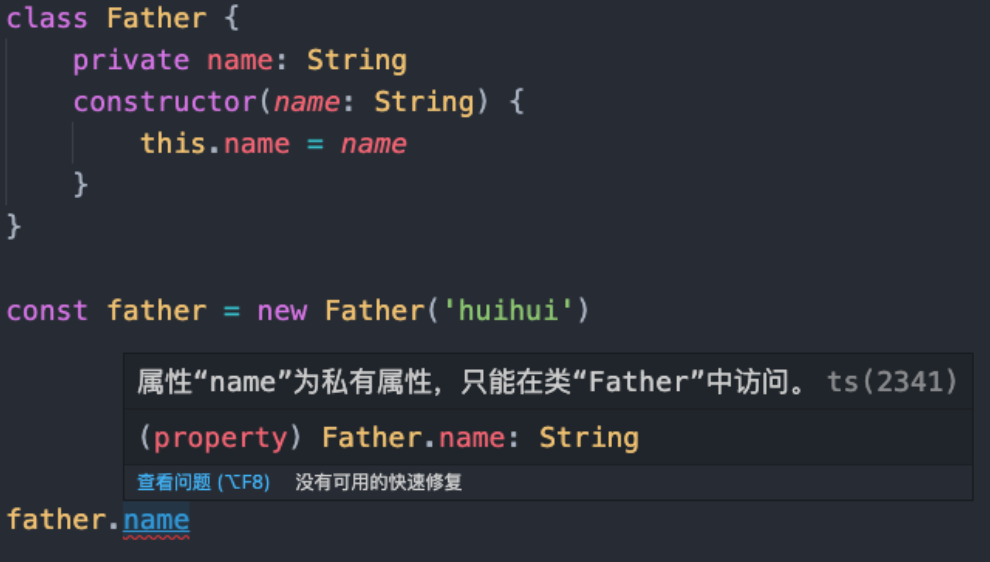 class Father {
    private name: String
    constructor(name: String) {
        this.name = name
    }
}
const father = new Father('huihui')
属性“name”为私有属性，只能在类“Father”中访问。 ts(2341)
(property) Father.name: String
查看问题 (⌥F8) 没有可用的快速修复
father.name